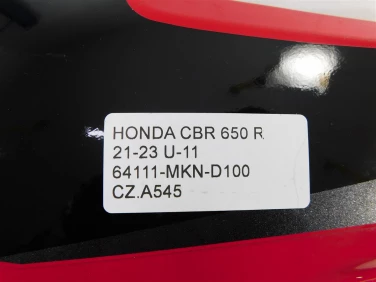 HONDA CBR 650 R
21-23 U-11
64111-MKN-D100
CZ.A545